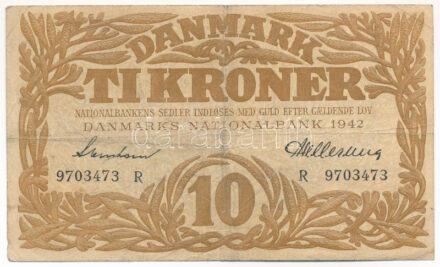 DANMARK
TI KRONER
NATIONALBANKENS SEDLER INDLØSES MED GULD EFTER GÆLDENDE LOV
DANMARKS NATIONALBANK 1942
9703473 R R 9703473
10